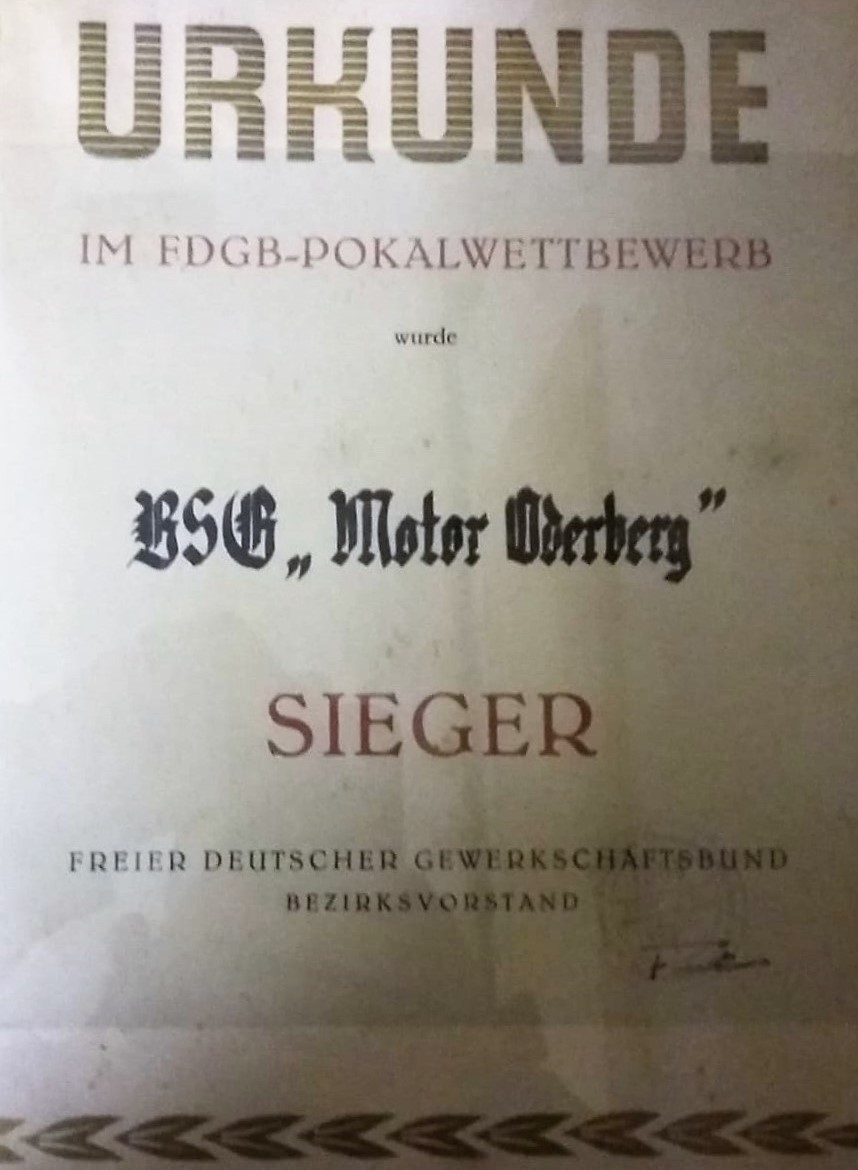 URKUNDE
IM FDGB-POKALWETTBEWERB
wurde
BSG „Motor Oderberg”
SIEGER
FREIER DEUTSCHER GEWERKSCHAFTSBUND
BEZIRKSVORSTAND